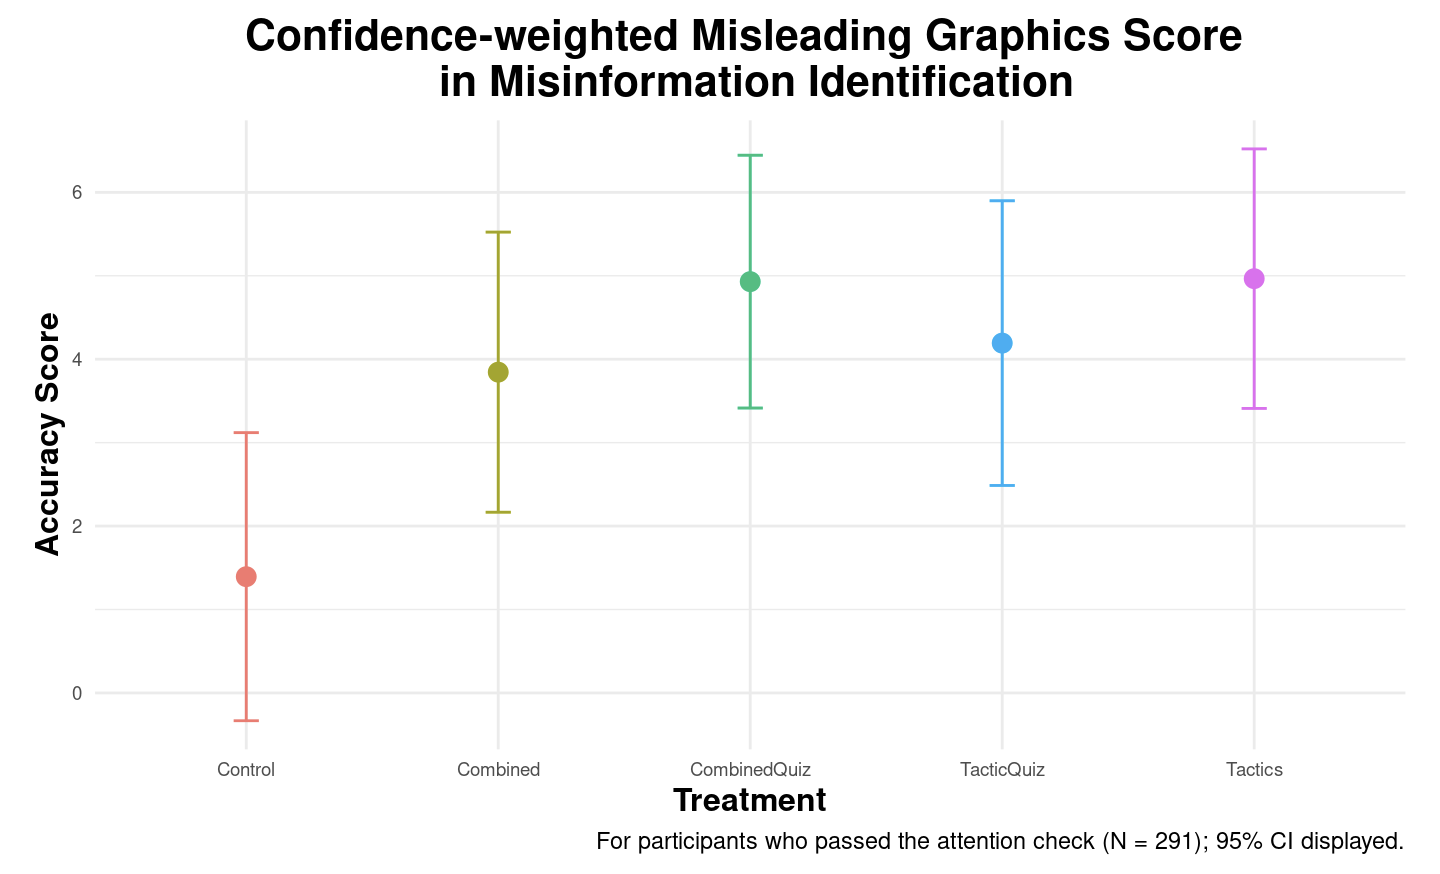 Confidence-weighted Misleading Graphics Score
in Misinformation Identification
Accuracy Score
6
4
2
0
Control
Combined
CombinedQuiz
TacticQuiz
Tactics
Treatment
For participants who passed the attention check (N = 291); 95% CI displayed.